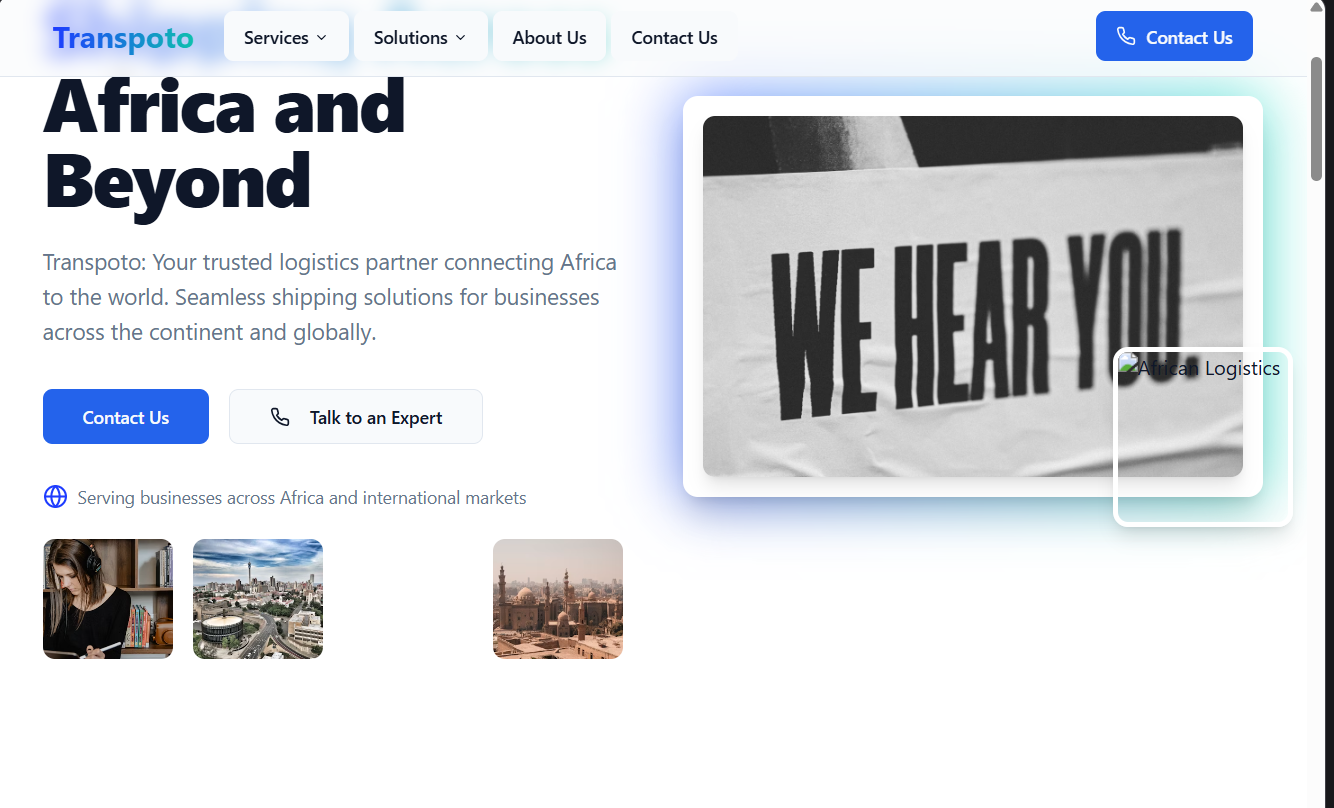 Transpoto
Services
Solutions
About Us
Contact Us
Contact Us
Africa and
Beyond
WE HEAR YOU.
Transpoto: Your trusted logistics partner connecting Africa
to the world. Seamless shipping solutions for businesses
across the continent and globally.
African Logistics
Contact Us
Talk to an Expert
Serving businesses across Africa and international markets